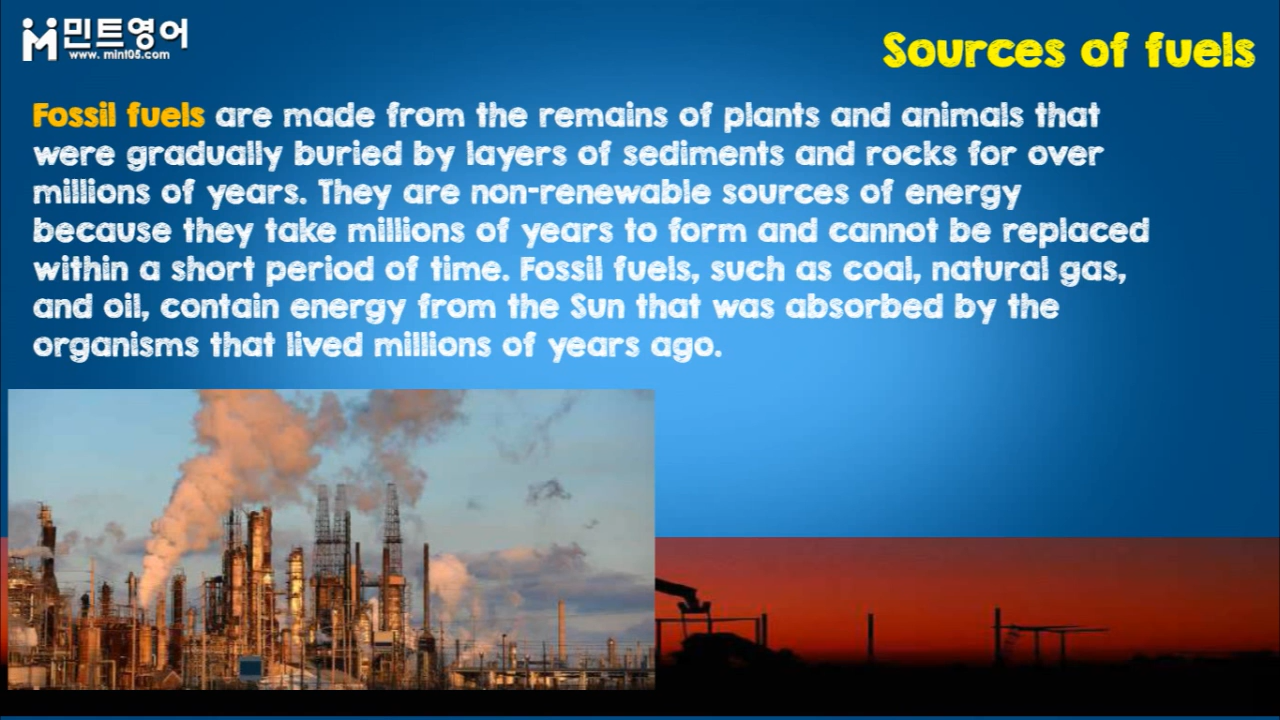 민트영어
www. mint05.com
Sources of fuels
Fossil fuels are made from the remains of plants and animals that
were gradually buried by layers of sediments and rocks for over
millions of years. They are non-renewable sources of energy
because they take millions of years to form and cannot be replaced
within a short period of time. Fossil fuels, such as coal, natural gas,
and oil, contain energy from the Sun that was absorbed by the
organisms that lived millions of years ago.